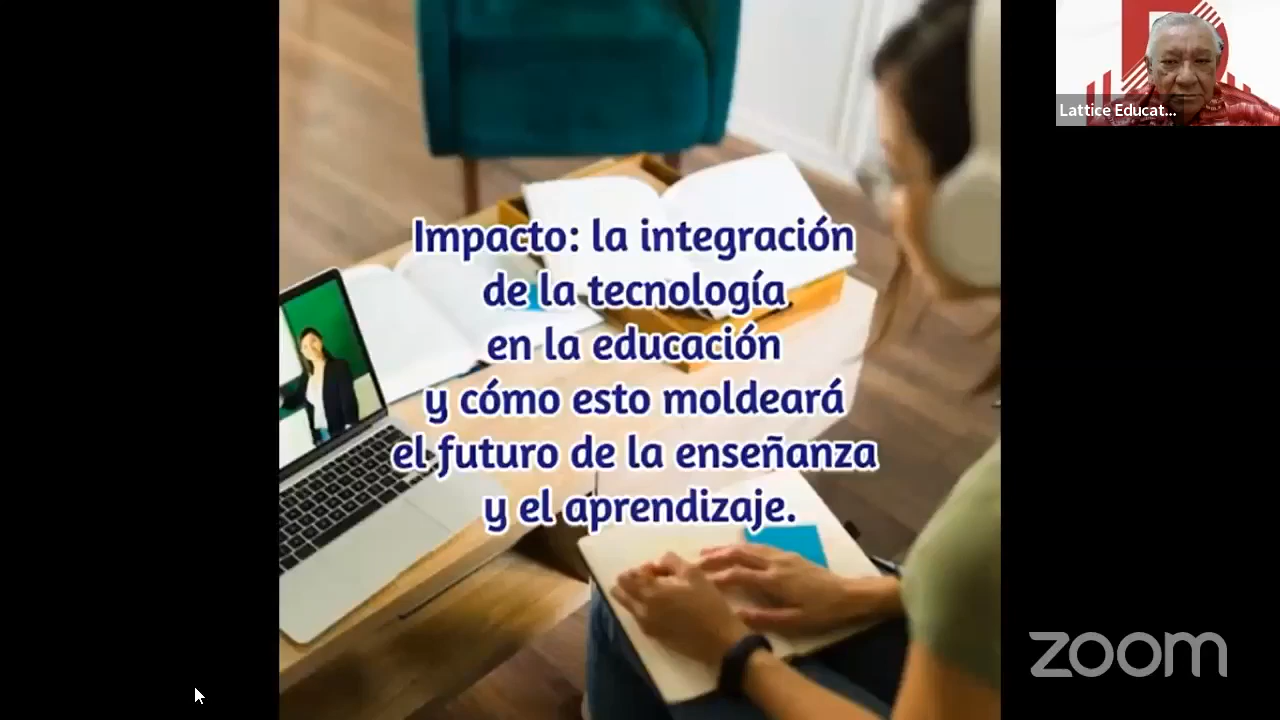 Impacto: la integración
de la tecnología
en la educación
y cómo esto moldeará
el futuro de la enseñanza
y el aprendizaje.
Lattice Educat...
zoom